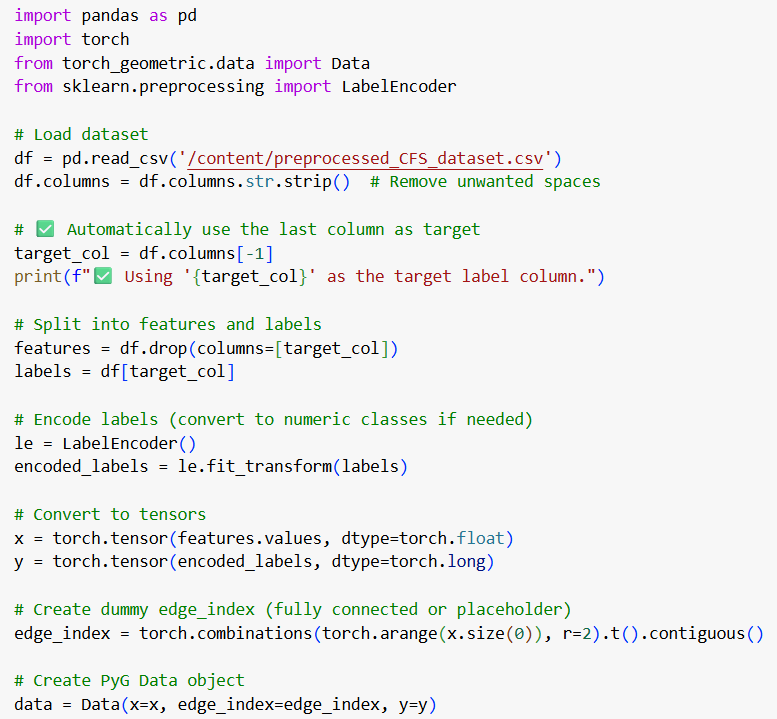 import pandas as pd
import torch
from torch_geometric.data import Data
from sklearn.preprocessing import LabelEncoder
# Load dataset
df = pd.read_csv('/content/preprocessed_CFS_dataset.csv')
df.columns = df.columns.str.strip()  # Remove unwanted spaces
# ✅ Automatically use the last column as target
target_col = df.columns[-1]
print(f"✅ Using '{target_col}' as the target label column.")
# Split into features and labels
features = df.drop(columns=[target_col])
labels = df[target_col]
# Encode labels (convert to numeric classes if needed)
le = LabelEncoder()
encoded_labels = le.fit_transform(labels)
# Convert to tensors
x = torch.tensor(features.values, dtype=torch.float)
y = torch.tensor(encoded_labels, dtype=torch.long)
# Create dummy edge_index (fully connected or placeholder)
edge_index = torch.combinations(torch.arange(x.size(0)), r=2).t().contiguous()
# Create PyG Data object
data = Data(x=x, edge_index=edge_index, y=y)